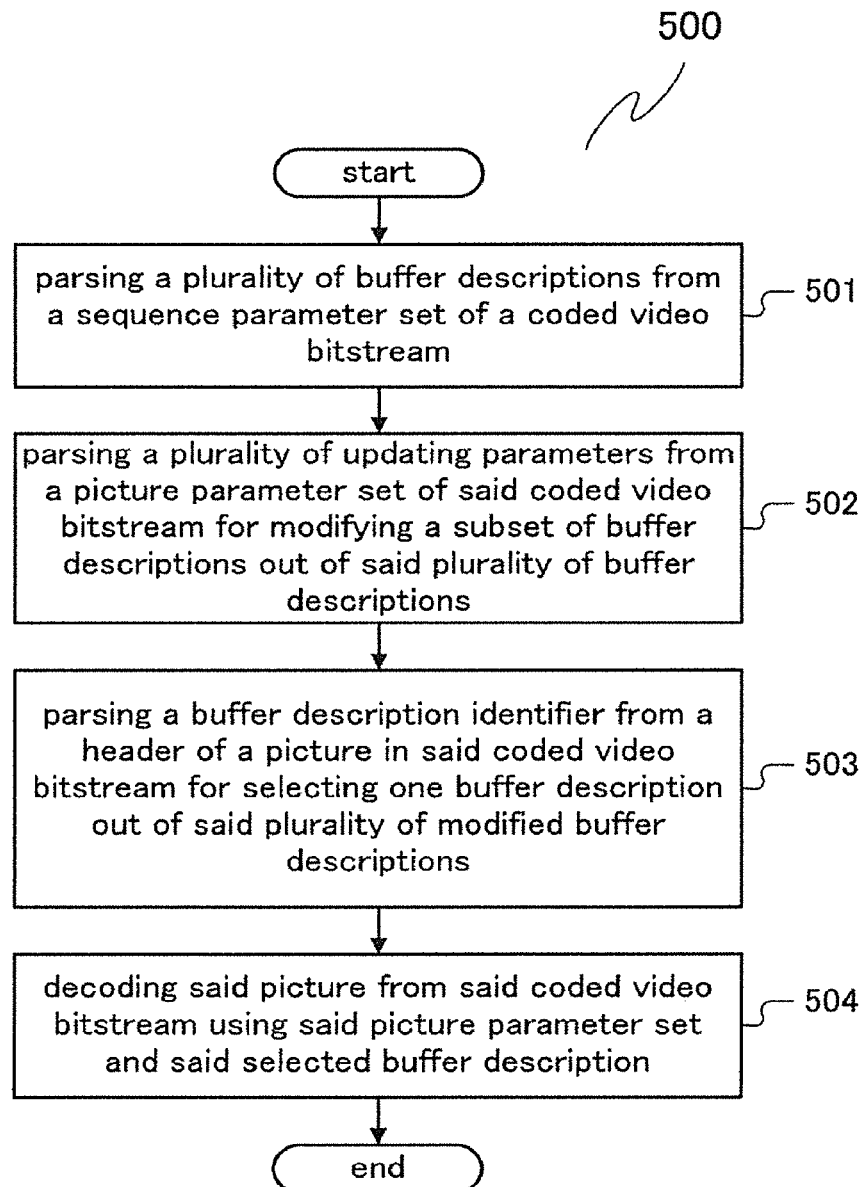 500
start
parsing a plurality of buffer descriptions from
a sequence parameter set of a coded video
bitstream
501
parsing a plurality of updating parameters from
a picture parameter set of said coded video
bitstream for modifying a subset of buffer
descriptions out of said plurality of buffer
descriptions
502
parsing a buffer description identifier from a
header of a picture in said coded video
bitstream for selecting one buffer description
out of said plurality of modified buffer
descriptions
503
decoding said picture from said coded video
bitstream using said picture parameter set
and said selected buffer description
504
end